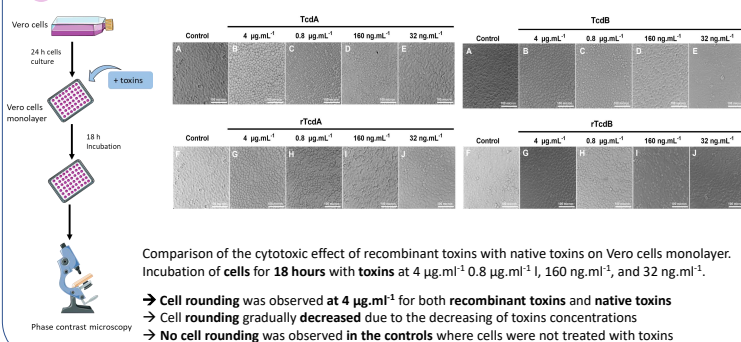 Vero cells
24 h cells
culture
+ toxins
Vero cells
monolayer
18 h
Incubation
Phase contrast microscopy
TcdA
Control 4 µg.mL-1 0.8 µg.mL-1 160 ng.mL-1 32 ng.mL-1
A B C D E
TcdB
Control 4 µg.mL-1 0.8 µg.mL-1 160 ng.mL-1 32 ng.mL-1
A B C D E
rTcdA
Control 4 µg.mL-1 0.8 µg.mL-1 160 ng.mL-1 32 ng.mL-1
F G H I J
rTcdB
Control 4 µg.mL-1 0.8 µg.mL-1 160 ng.mL-1 32 ng.mL-1
F G H I J
Comparison of the cytotoxic effect of recombinant toxins with native toxins on Vero cells monolayer.
Incubation of cells for 18 hours with toxins at 4 µg.ml-1 0.8 µg.ml-1 l, 160 ng.ml-1, and 32 ng.ml-1.
→ Cell rounding was observed at 4 µg.ml-1 for both recombinant toxins and native toxins
→ Cell rounding gradually decreased due to the decreasing of toxins concentrations
→ No cell rounding was observed in the controls where cells were not treated with toxins